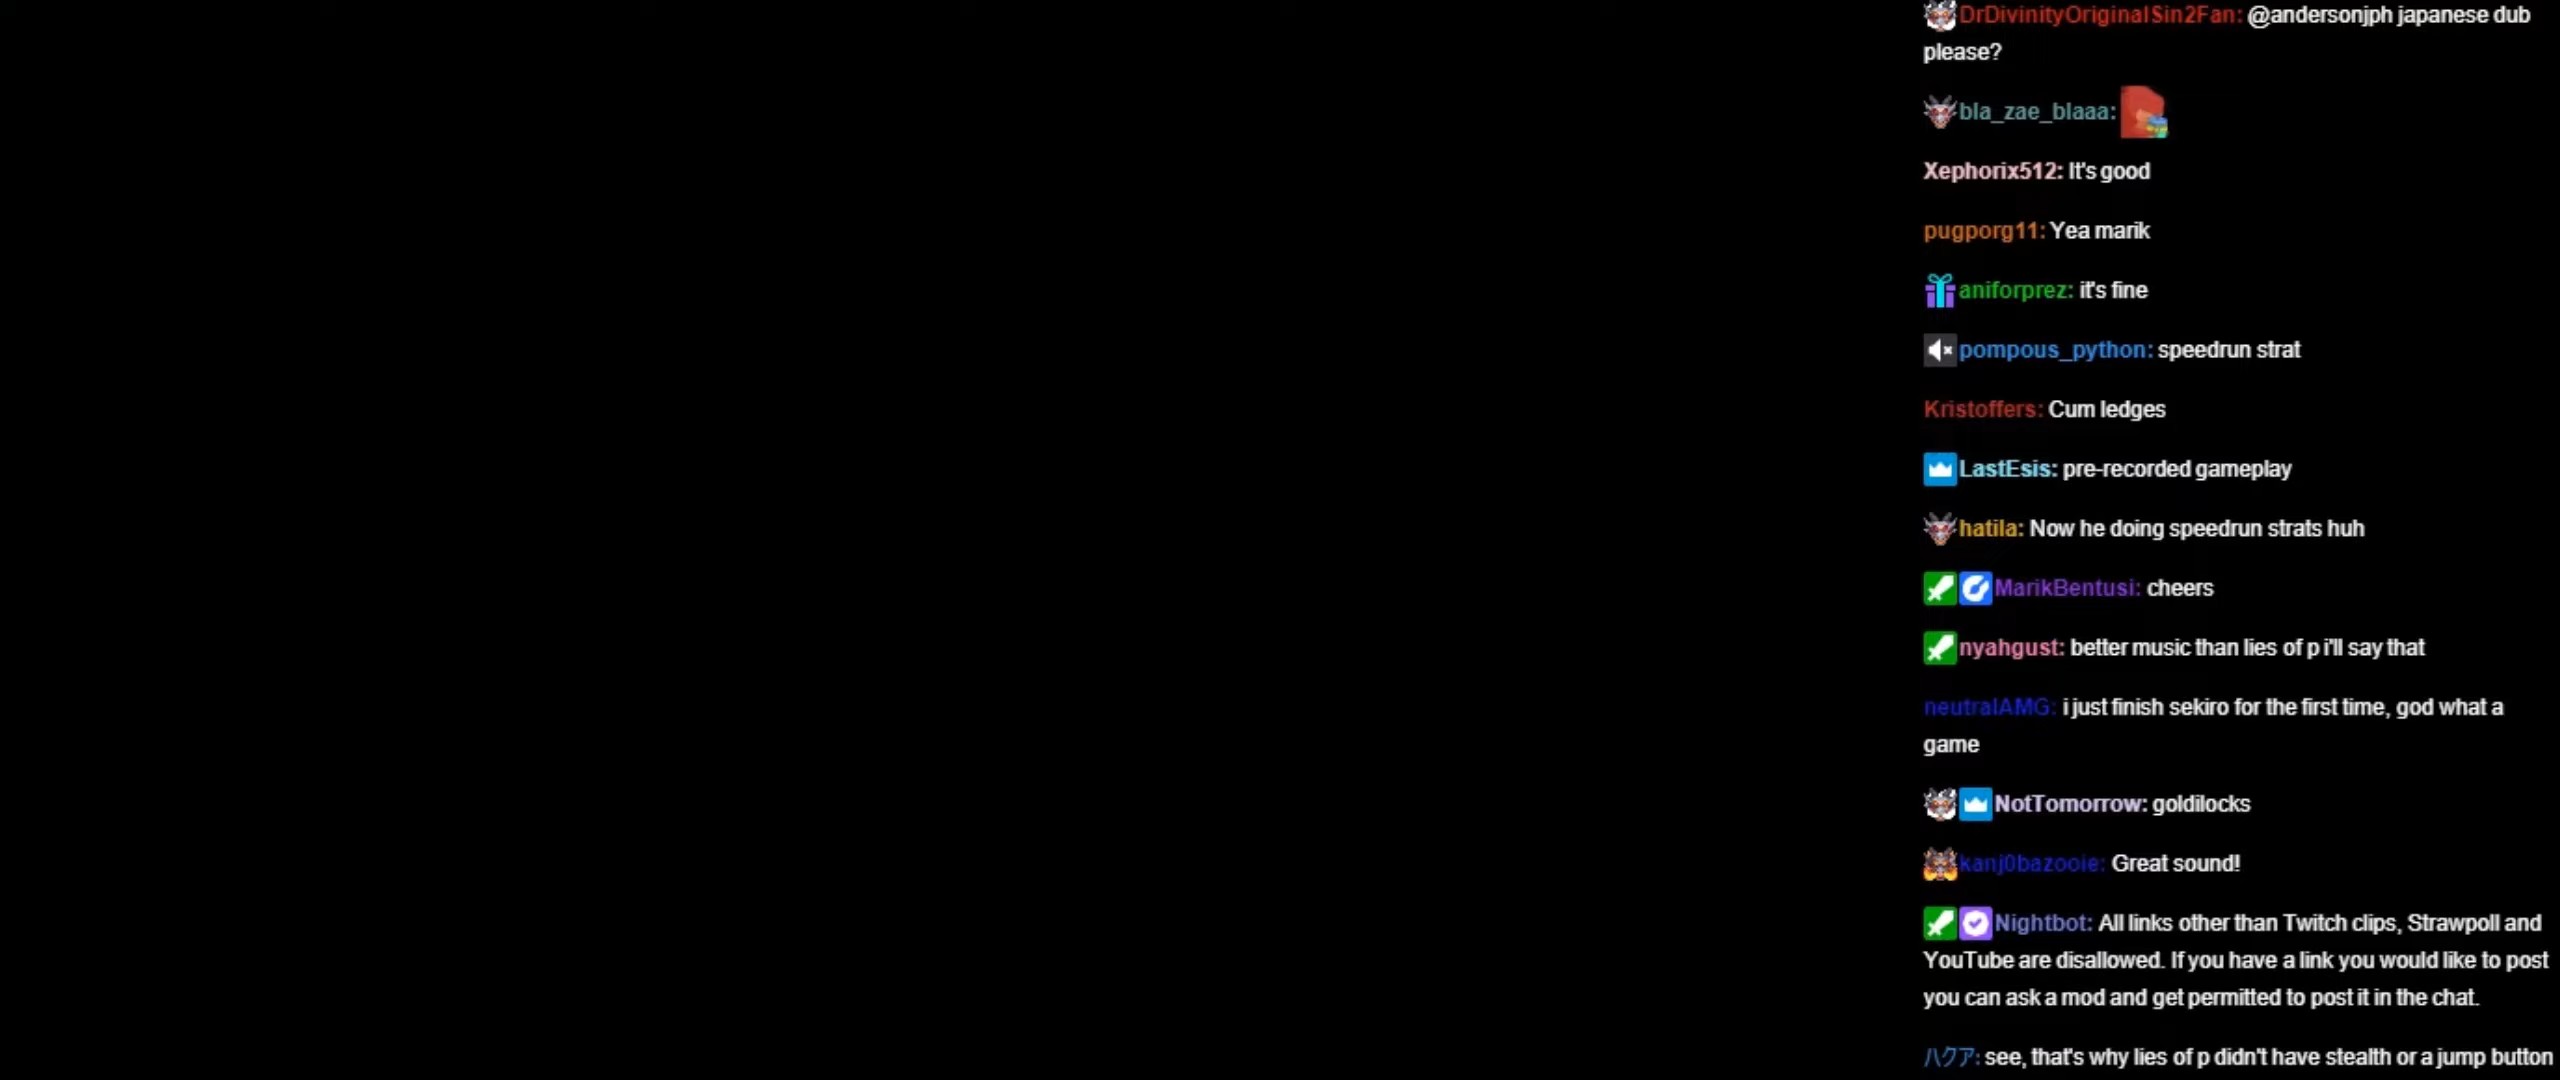 DrDivinityOriginalSin2Fan: @andersonjph japanese dub
please?
bla_zae_blaaa:
Xephorix512: It's good
pugporg11: Yea marik
aniforprez: it's fine
pompous_python: speedrun strat
Kristoffers: Cum ledges
LastEsis: pre-recorded gameplay
hatila: Now he doing speedrun strats huh
MarikBentusi: cheers
nyahgust: better music than lies of p i'll say that
neutralAMG: i just finish sekiro for the first time, god what a
game
NotTomorrow: goldilocks
kanj0bazooie: Great sound!
Nightbot: All links other than Twitch clips, Strawpoll and
YouTube are disallowed. If you have a link you would like to post
you can ask a mod and get permitted to post it in the chat.
ハクア: see, that's why lies of p didn't have stealth or a jump button